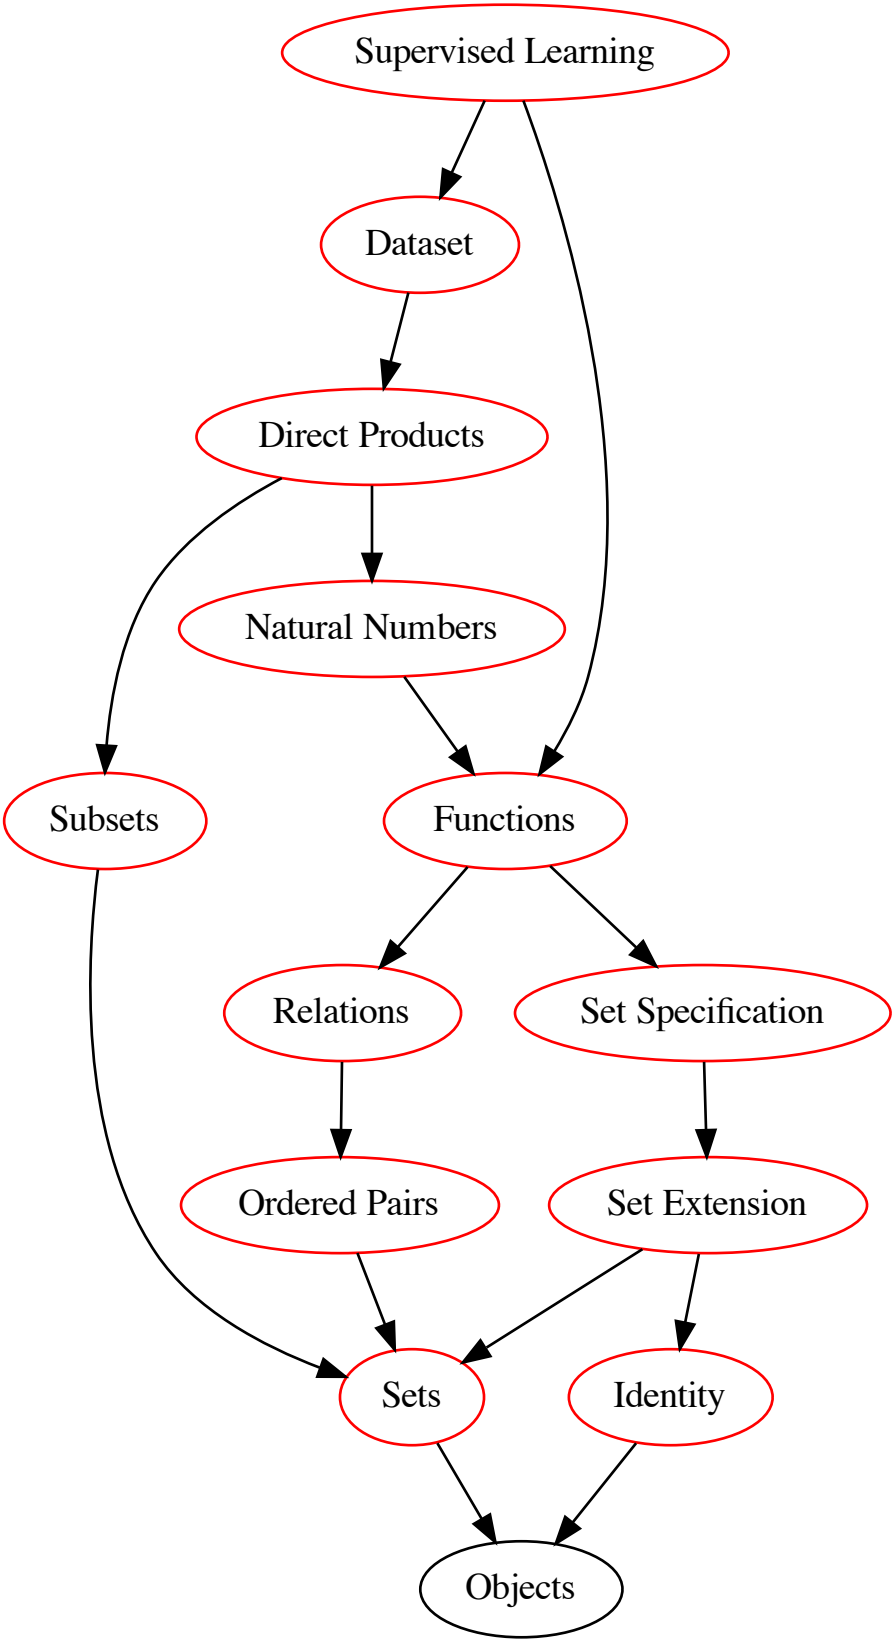 Supervised Learning
Dataset
Direct Products
Natural Numbers
Subsets
Functions
Relations
Set Specification
Ordered Pairs
Set Extension
Sets
Identity
Objects